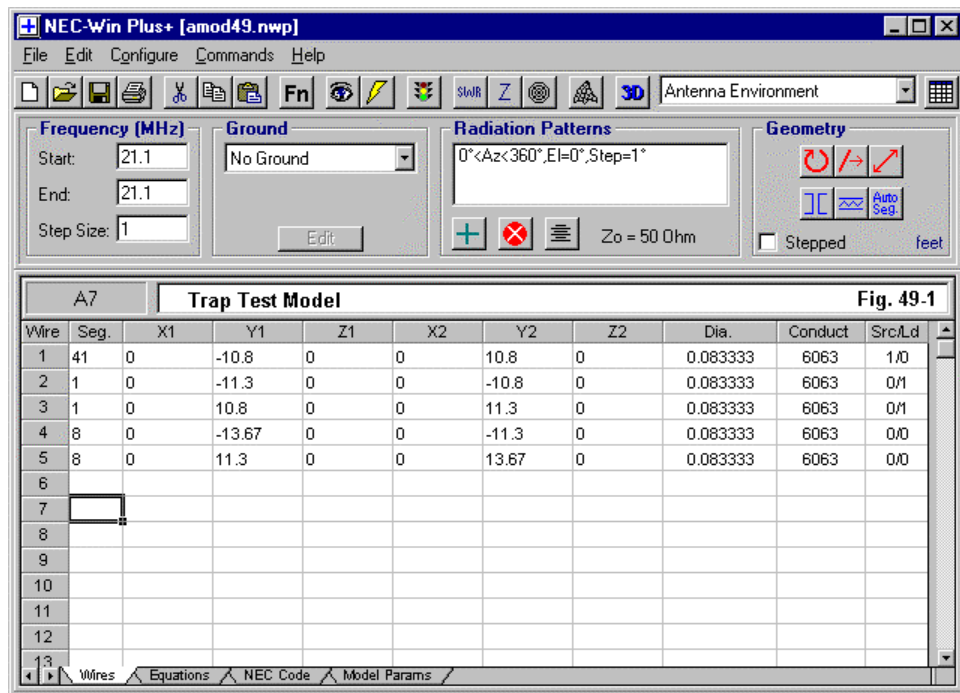 NEC-Win Plus+ [amod49.nwp]
File Edit Configure Commands Help
Fn SWR Z 3D Antenna Environment
Frequency (MHz) Ground Radiation Patterns Geometry
Start: 21.1 No Ground 0°<Az<360°,El=0°,Step=1°
End: 21.1 Auto Seg.
Step Size: 1 Edit Zo = 50 Ohm Stepped feet
A7 Trap Test Model Fig. 49-1
Wire Seg. X1 Y1 Z1 X2 Y2 Z2 Dia. Conduct Src/Ld
1 41 0 -10.8 0 0 10.8 0 0.083333 6063 1/0
2 1 0 -11.3 0 0 -10.8 0 0.083333 6063 0/1
3 1 0 10.8 0 0 11.3 0 0.083333 6063 0/1
4 8 0 -13.67 0 0 -11.3 0 0.083333 6063 0/0
5 8 0 11.3 0 0 13.67 0 0.083333 6063 0/0
6
7
8
9
10
11
12
13
Wires Equations NEC Code Model Params